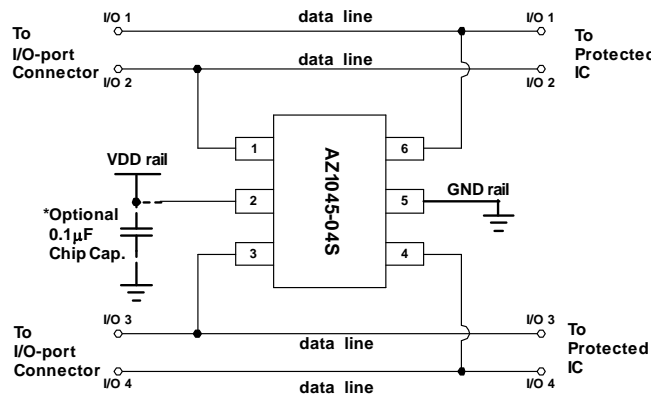 I/O 1
data line
I/O 1
To
I/O-port
Connector
To
Protected
IC
data line
I/O 2
I/O 2
1
6
VDD rail
AZ1045-04S
GND rail
2
5
*Optional
0.1μF
Chip Cap.
3
4
To
I/O-port
Connector
I/O 3
I/O 3
data line
To
Protected
IC
I/O 4
I/O 4
data line